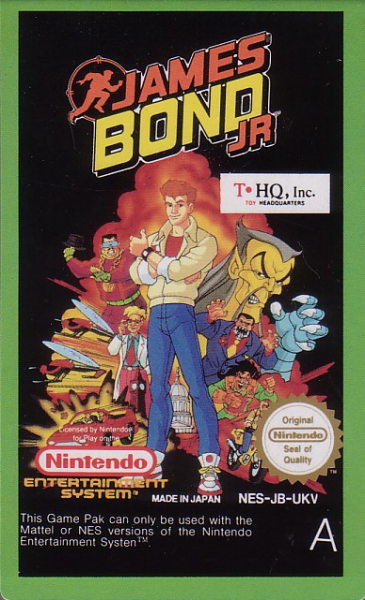 JAMES
BOND
JR™
T•HQ, Inc.
TOY HEADQUARTERS
Licensed by Nintendo®
for Play on the
Nintendo®
ENTERTAINMENT
SYSTEM™
Original
Nintendo®
Seal of
Quality
™
MADE IN JAPAN
NES-JB-UKV
This Game Pak can only be used with the
Mattel or NES versions of the Nintendo
Entertainment Systen™
A